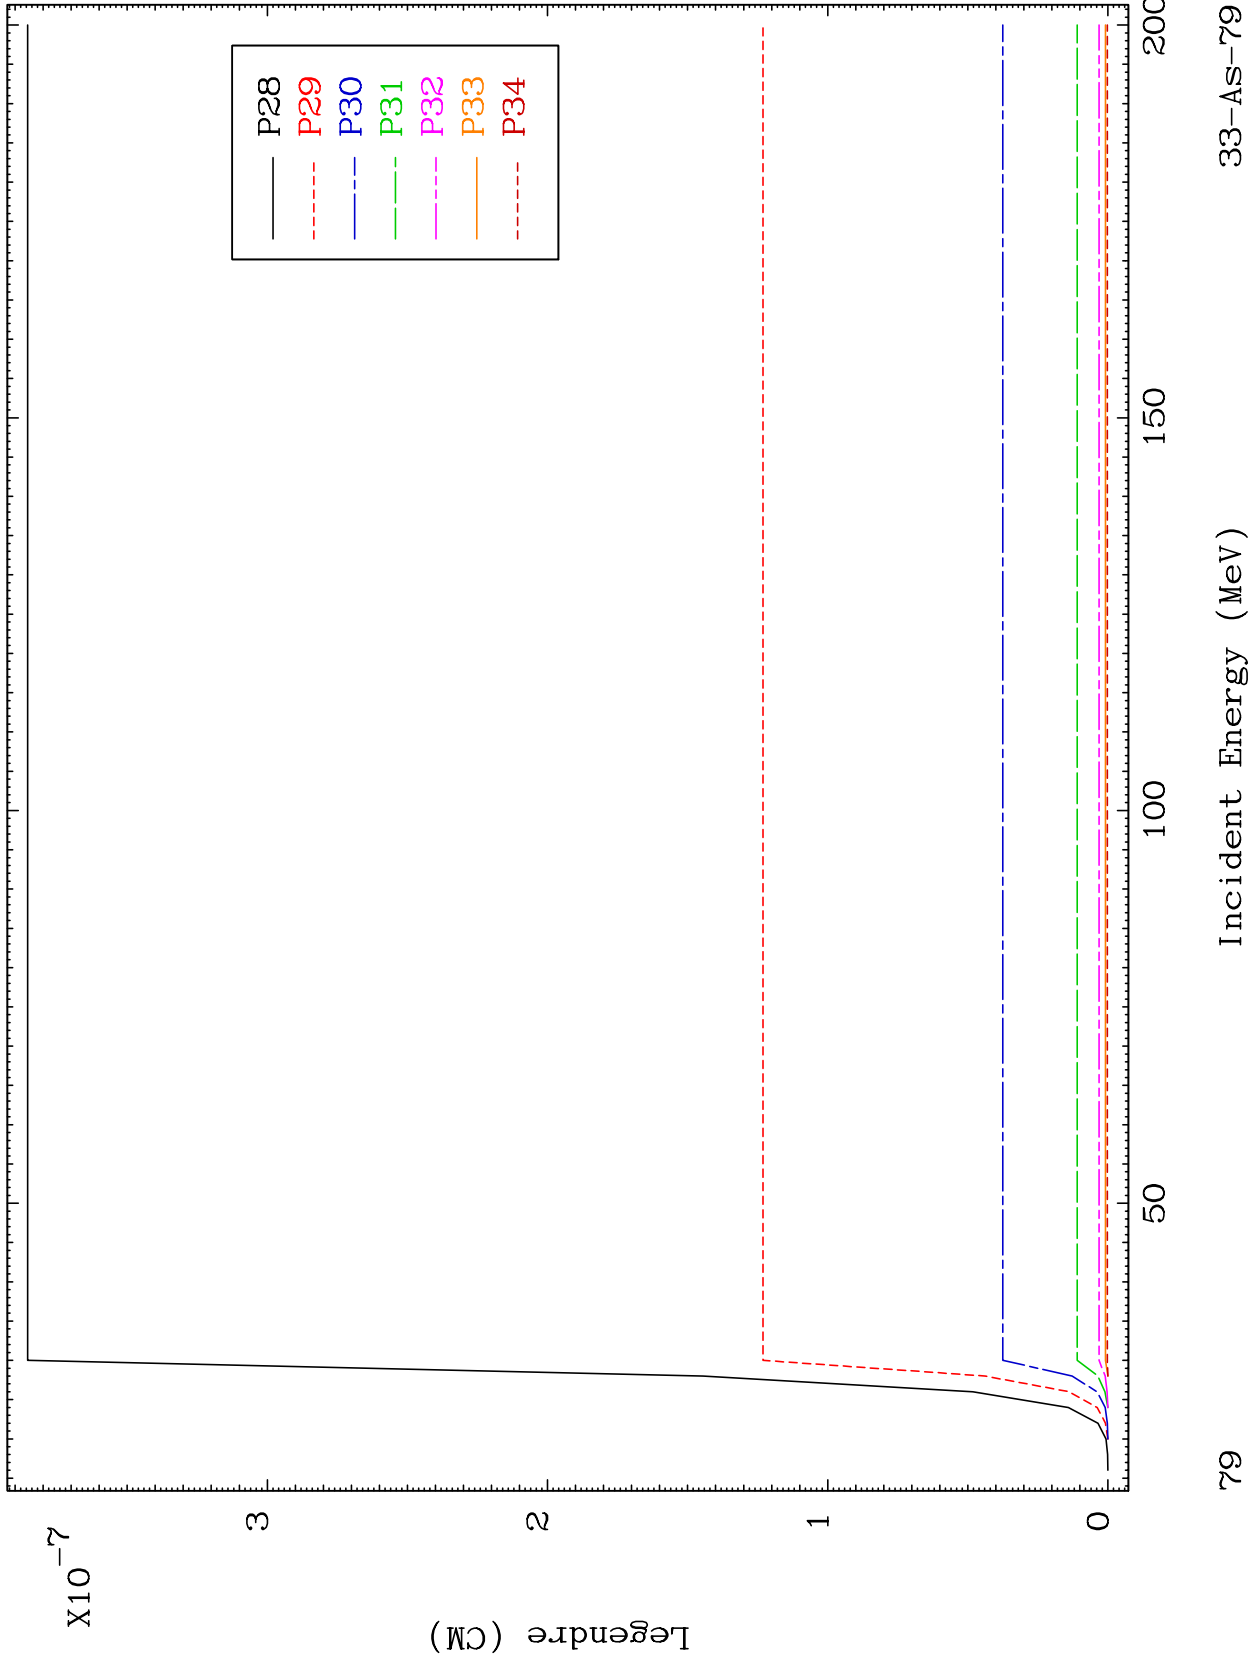 X10-7
Legendre (CM)
3
2
1
0
P28
P29
P30
P31
P32
P33
P34
50
100
150
200
Incident Energy (MeV)
79
33-As-79